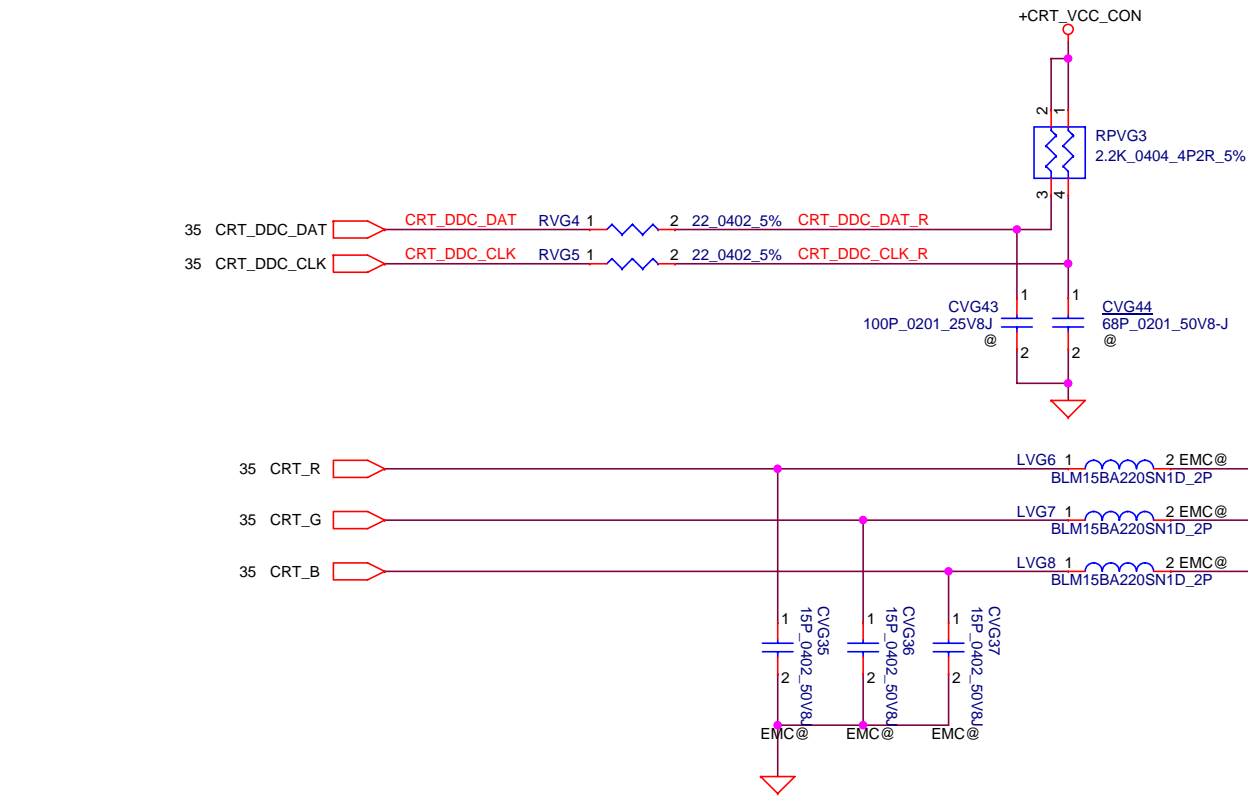 +CRT_VCC_CON
2 1
RPVG3
2.2K_0404_4P2R_5%
3 4
35 CRT_DDC_DAT CRT_DDC_DAT RVG4 1 2 22_0402_5% CRT_DDC_DAT_R
35 CRT_DDC_CLK CRT_DDC_CLK RVG5 1 2 22_0402_5% CRT_DDC_CLK_R
1 1
CVG43
100P_0201_25V8J
@
CVG44
68P_0201_50V8-J
@
2 2
35 CRT_R LVG6 1 2 EMC@
BLM15BA220SN1D_2P
35 CRT_G LVG7 1 2 EMC@
BLM15BA220SN1D_2P
35 CRT_B LVG8 1 2 EMC@
BLM15BA220SN1D_2P
1
CVG35
15P_0402_50V8J
2
EMC@
1
CVG36
15P_0402_50V8J
2
EMC@
1
CVG37
15P_0402_50V8J
2
EMC@